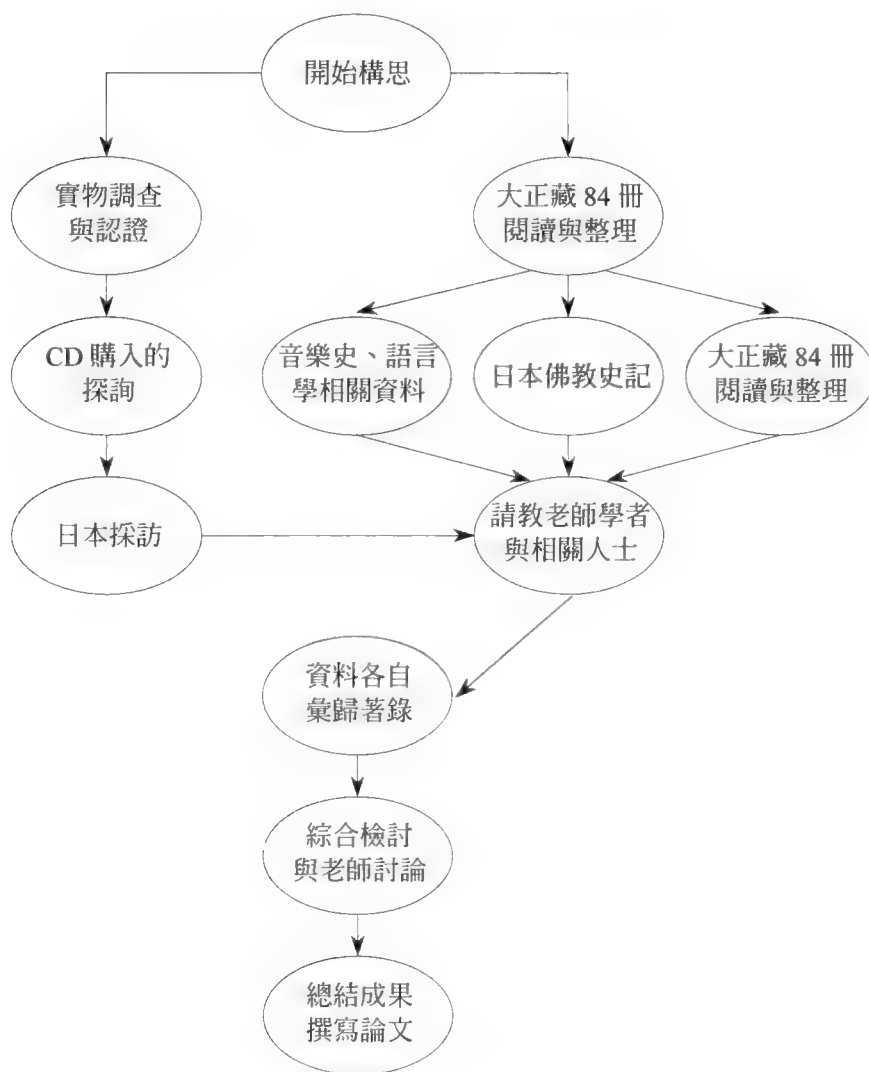 開始構思
實物調查
與認證
大正藏 84 冊
閱讀與整理
CD 購入的
探詢
音樂史、語言
學相關資料
日本佛教史記
大正藏 84 冊
閱讀與整理
日本採訪
請教老師學者
與相關人士
資料各自
彙歸著錄
綜合檢討
與老師討論
總結成果
撰寫論文